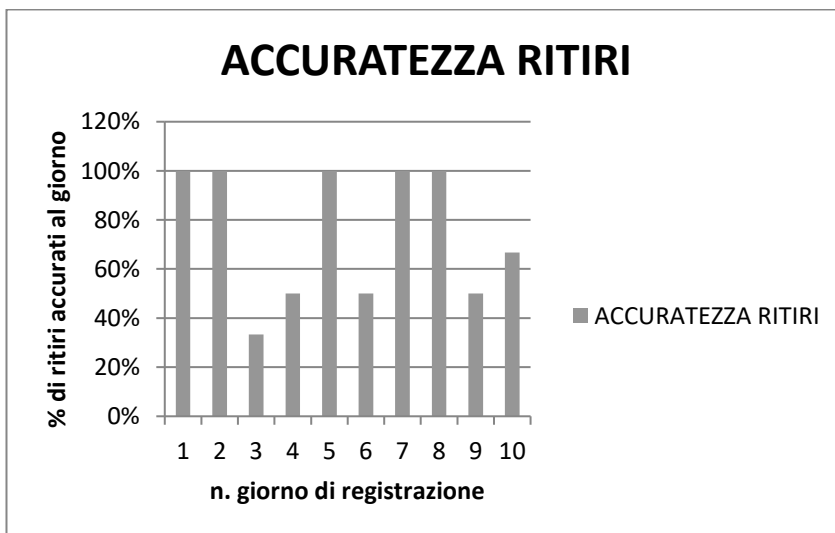 ACCURATEZZA RITIRI
% di ritiri accurati al giorno
120%
100%
80%
60%
40%
20%
0%
1 2 3 4 5 6 7 8 9 10
n. giorno di registrazione
ACCURATEZZA RITIRI